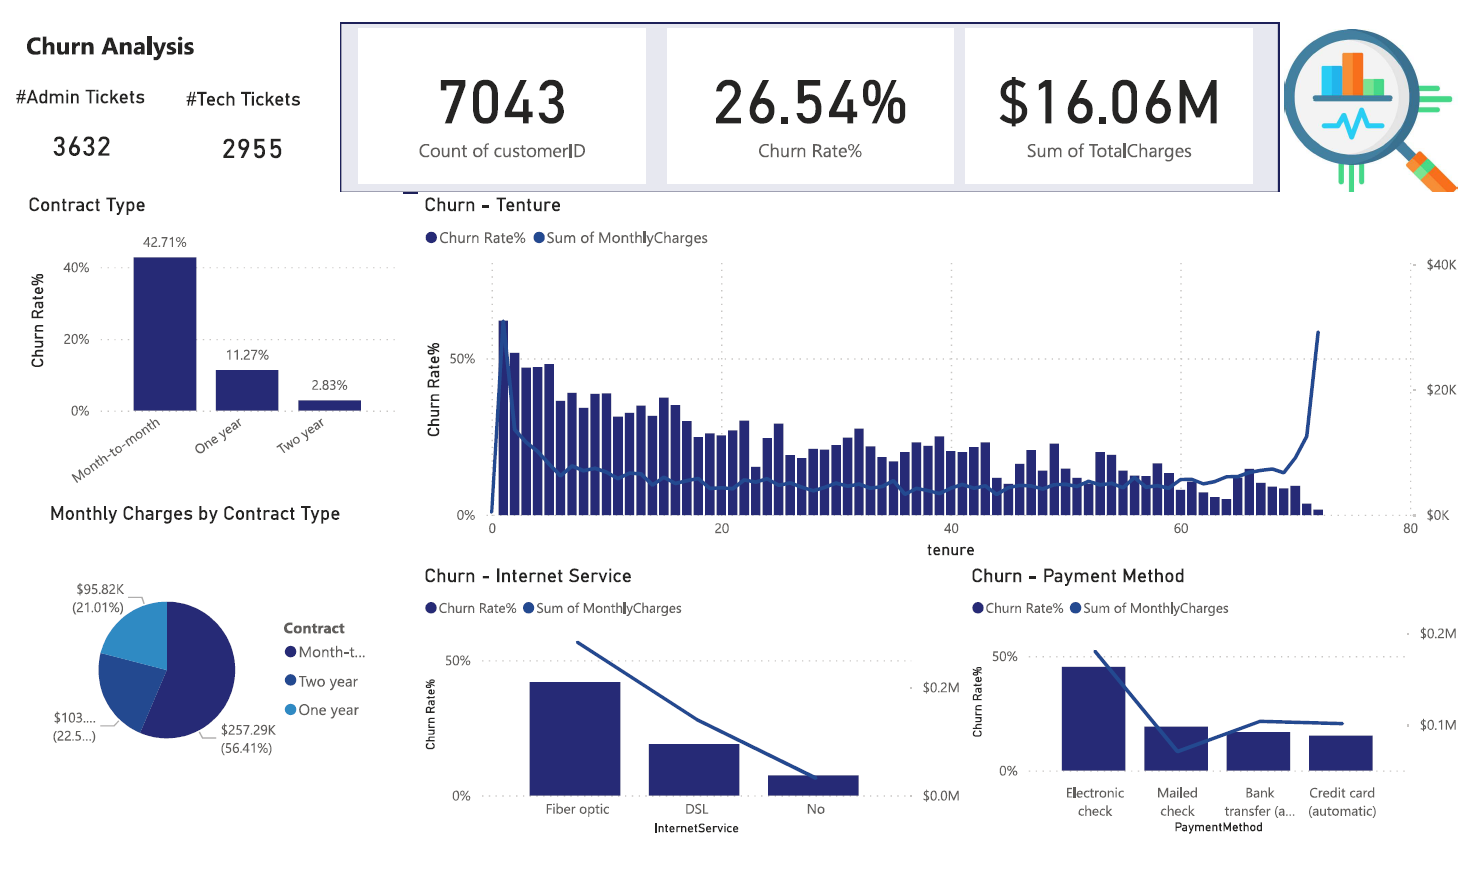 Churn Analysis
#Admin Tickets
3632
#Tech Tickets
2955
7043
Count of customerID
26.54%
Churn Rate%
$16.06M
Sum of TotalCharges
Contract Type
Churn Rate%
40%
20%
0%
42.71%
11.27%
2.83%
Month-to-month
One year
Two year
Churn - Tenture
Churn Rate% Sum of MonthlyCharges
Churn Rate%
50%
0%
$40K
$20K
$0K
0 20 40 60 80
tenure
Monthly Charges by Contract Type
$95.82K
(21.01%)
$103....
(22.5...)
$257.29K
(56.41%)
Contract
Month-t...
Two year
One year
Churn - Internet Service
Churn Rate% Sum of MonthlyCharges
Churn Rate%
50%
0%
$0.2M
$0.0M
Fiber optic DSL No
InternetService
Churn - Payment Method
Churn Rate% Sum of MonthlyCharges
Churn Rate%
50%
0%
$0.2M
$0.1M
Electronic
check
Mailed
check
Bank
transfer (a...
Credit card
(automatic)
PaymentMethod